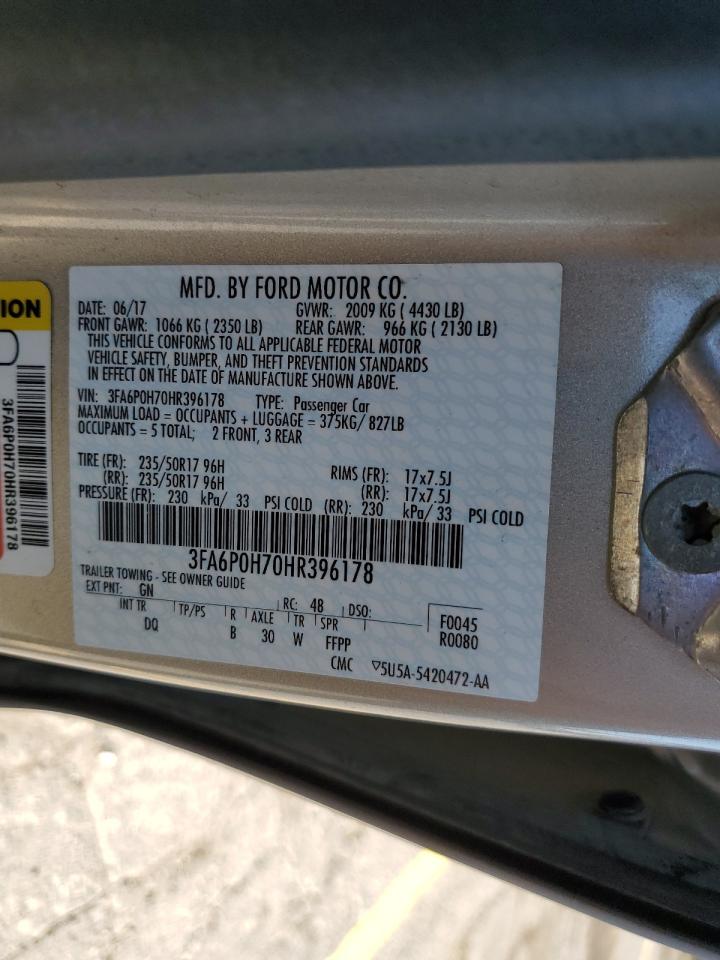 MFD. BY FORD MOTOR CO.
DATE: 06/17 GVWR: 2009 KG ( 4430 LB)
FRONT GAWR: 1066 KG ( 2350 LB) REAR GAWR: 966 KG ( 2130 LB)
THIS VEHICLE CONFORMS TO ALL APPLICABLE FEDERAL MOTOR
VEHICLE SAFETY, BUMPER, AND THEFT PREVENTION STANDARDS
IN EFFECT ON THE DATE OF MANUFACTURE SHOWN ABOVE.
VIN: 3FA6P0H70HR396178 TYPE: Passenger Car
MAXIMUM LOAD = OCCUPANTS + LUGGAGE = 375KG/ 827LB
OCCUPANTS = 5 TOTAL; 2 FRONT, 3 REAR
TIRE (FR): 235/50R17 96H RIMS (FR): 17x7.5J
(RR): 235/50R17 96H (RR): 17x7.5J
PRESSURE (FR): 230 kPa/ 33 PSI COLD (RR): 230 kPa/ 33 PSI COLD
3FA6P0H70HR396178
TRAILER TOWING - SEE OWNER GUIDE
EXT PNT: GN RC: 48 DSO: F0045
INT TR TP/PS R AXLE TR SPR R0080
DQ B 30 W FFPP
CMC ▽5U5A-5420472-AA
ION
3FA6P0H70HR396178